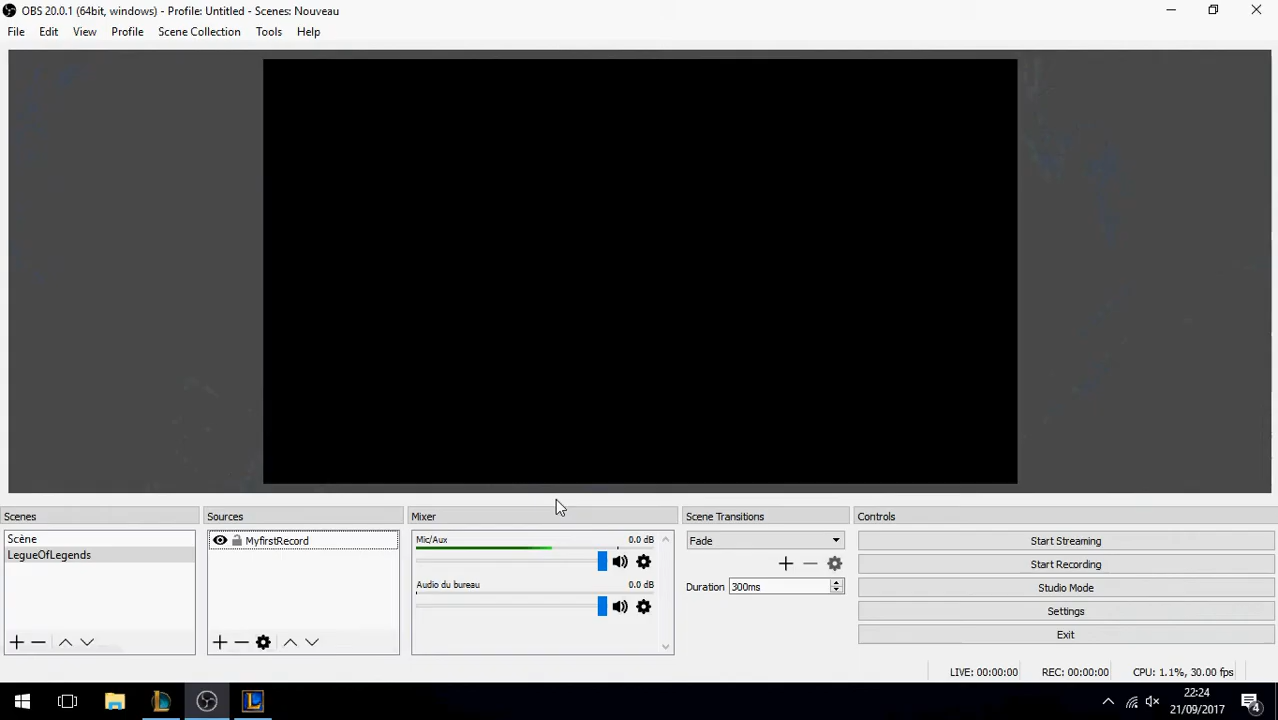 OBS 20.0.1 (64bit, windows) - Profile: Untitled - Scenes: Nouveau
File Edit View Profile Scene Collection Tools Help
Scenes Sources Mixer Scene Transitions Controls
Scène
LegueOfLegends
MyfirstRecord
Mic/Aux 0.0 dB
Audio du bureau 0.0 dB
Fade
Duration 300ms
Start Streaming
Start Recording
Studio Mode
Settings
Exit
LIVE: 00:00:00 REC: 00:00:00 CPU: 1.1%, 30.00 fps
22:24
21/09/2017
4